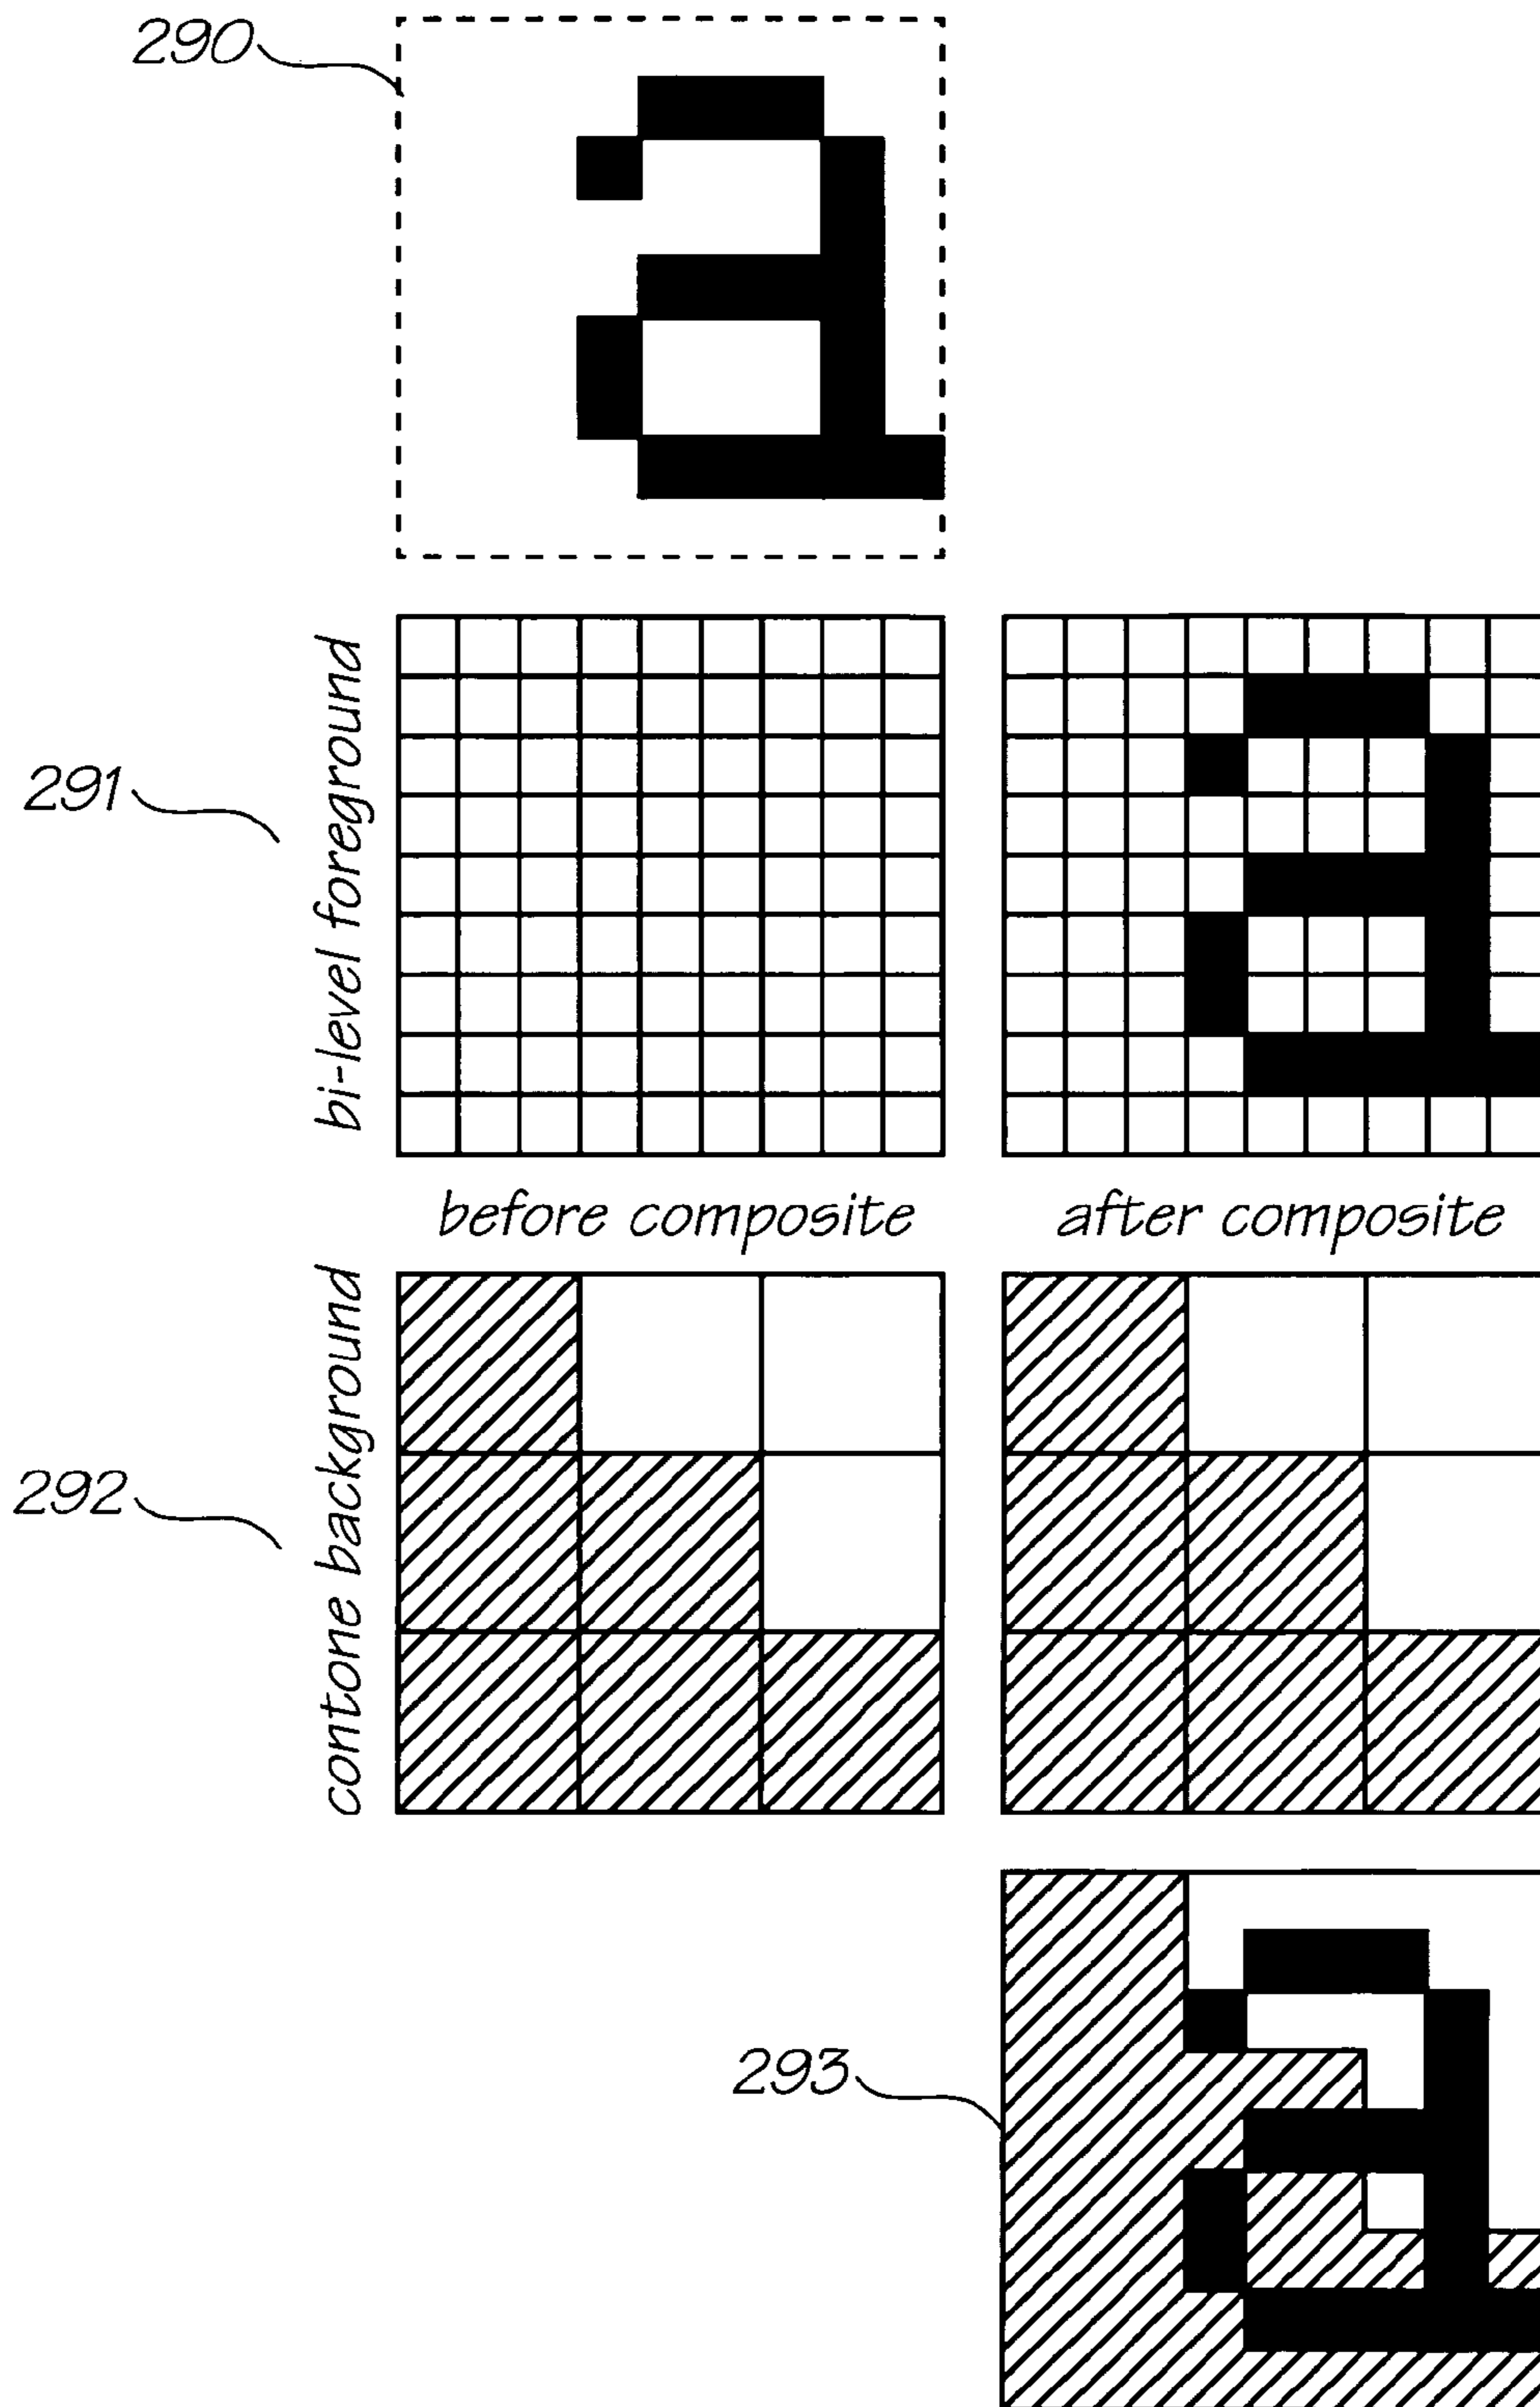 290
a
bi-level foreground
291
a
before composite
after composite
contone background
292
293
a